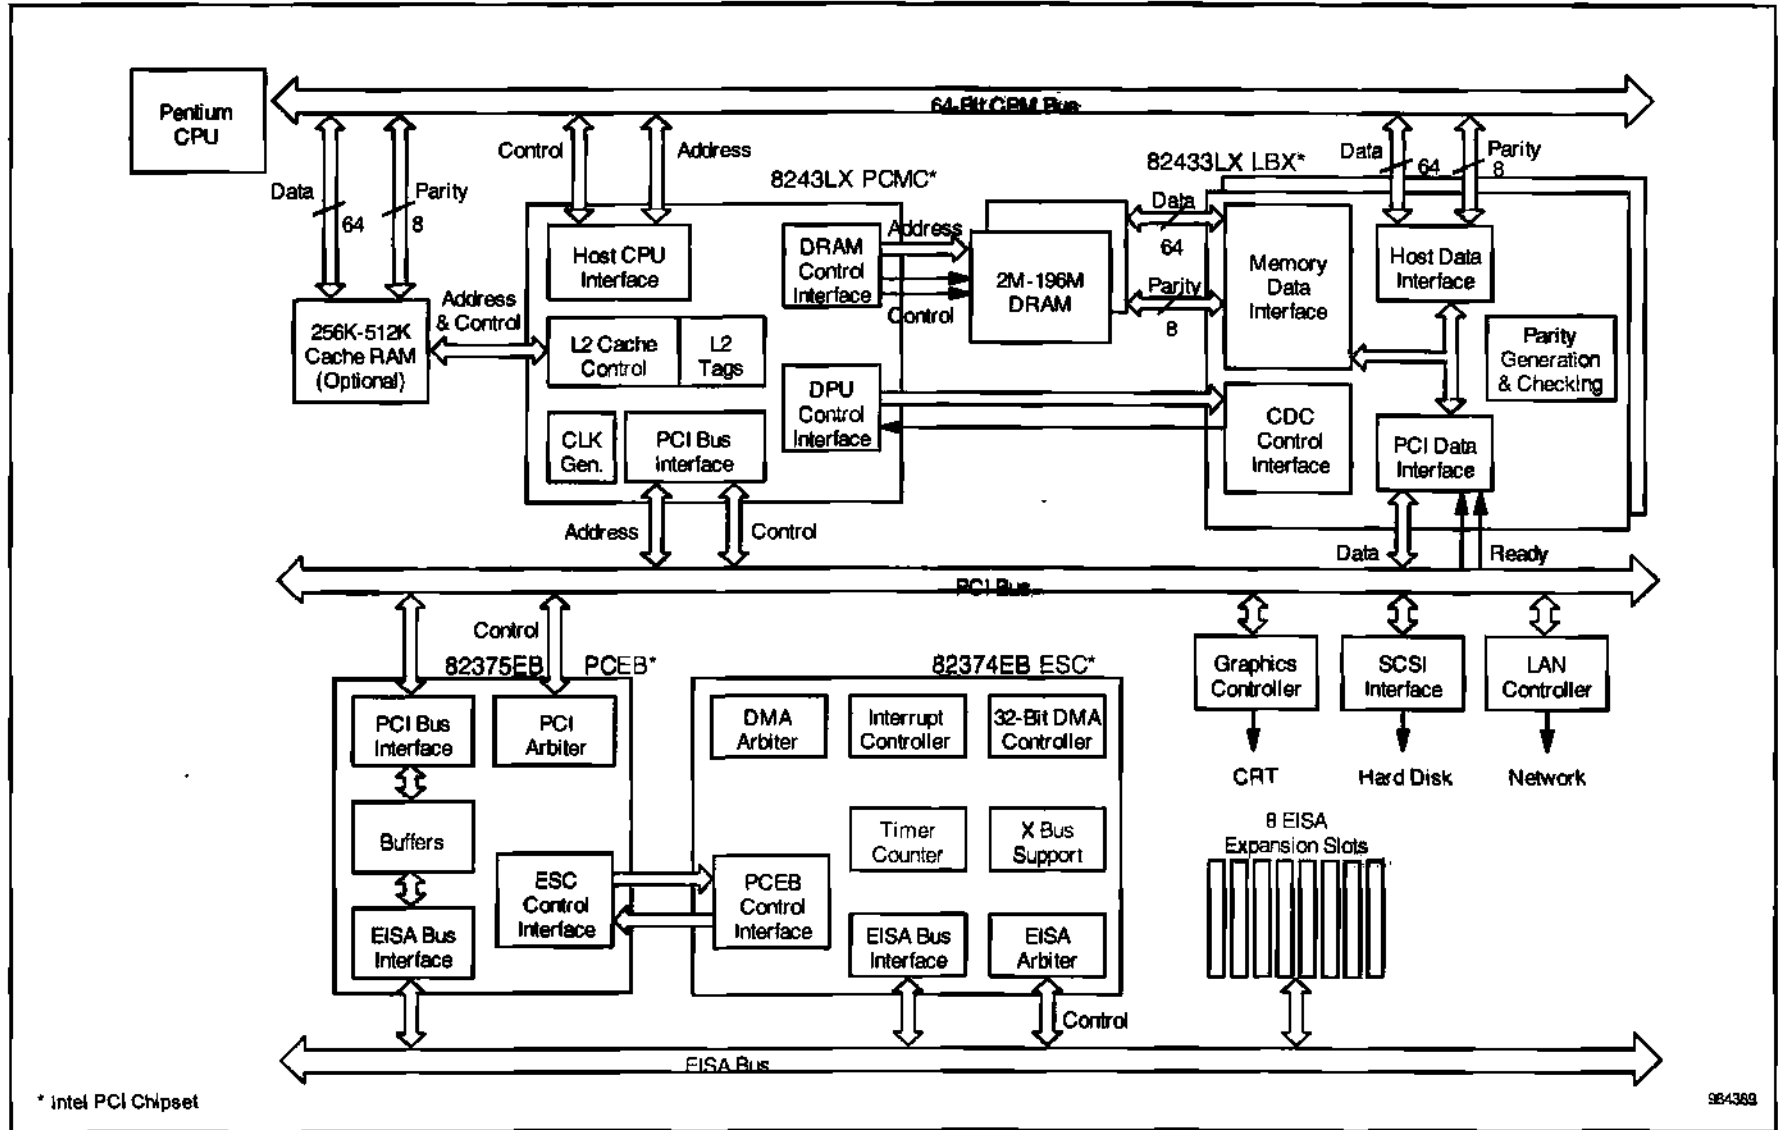 Pentium
CPU
64-Bit CPM Bus
Control
Address
Data
64
Parity
8
8243LX PCMC*
82433LX LBX*
Data
64
Parity
8
Host CPU
Interface
DRAM
Control
Interface
Address
Control
2M-196M
DRAM
Data
64
Parity
8
Memory
Data
Interface
Host Data
Interface
Parity
Generation
& Checking
256K-512K
Cache RAM
(Optional)
Address
& Control
L2 Cache
Control
L2
Tags
DPU
Control
Interface
CDC
Control
Interface
PCI Data
Interface
CLK
Gen.
PCI Bus
Interface
Address
Control
Data
Ready
PCI Bus
Control
82375EB PCEB*
82374EB ESC*
Graphics
Controller
SCSI
Interface
LAN
Controller
CRT
Hard Disk
Network
PCI Bus
Interface
PCI
Arbiter
DMA
Arbiter
Interrupt
Controller
32-Bit DMA
Controller
Buffers
Timer
Counter
X Bus
Support
8 EISA
Expansion Slots
ESC
Control
Interface
PCEB
Control
Interface
EISA Bus
Interface
EISA Bus
Interface
EISA
Arbiter
Control
EISA Bus
* Intel PCI Chipset
984389